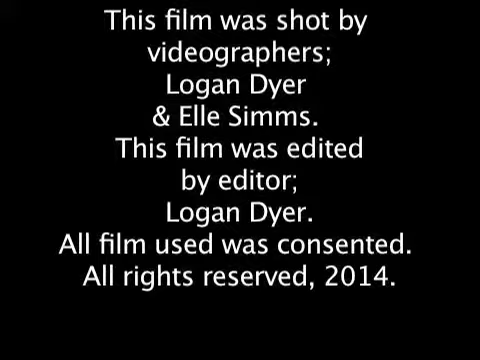 This film was shot by
videographers;
Logan Dyer
& Elle Simms.
This film was edited
by editor;
Logan Dyer.
All film used was consented.
All rights reserved, 2014.